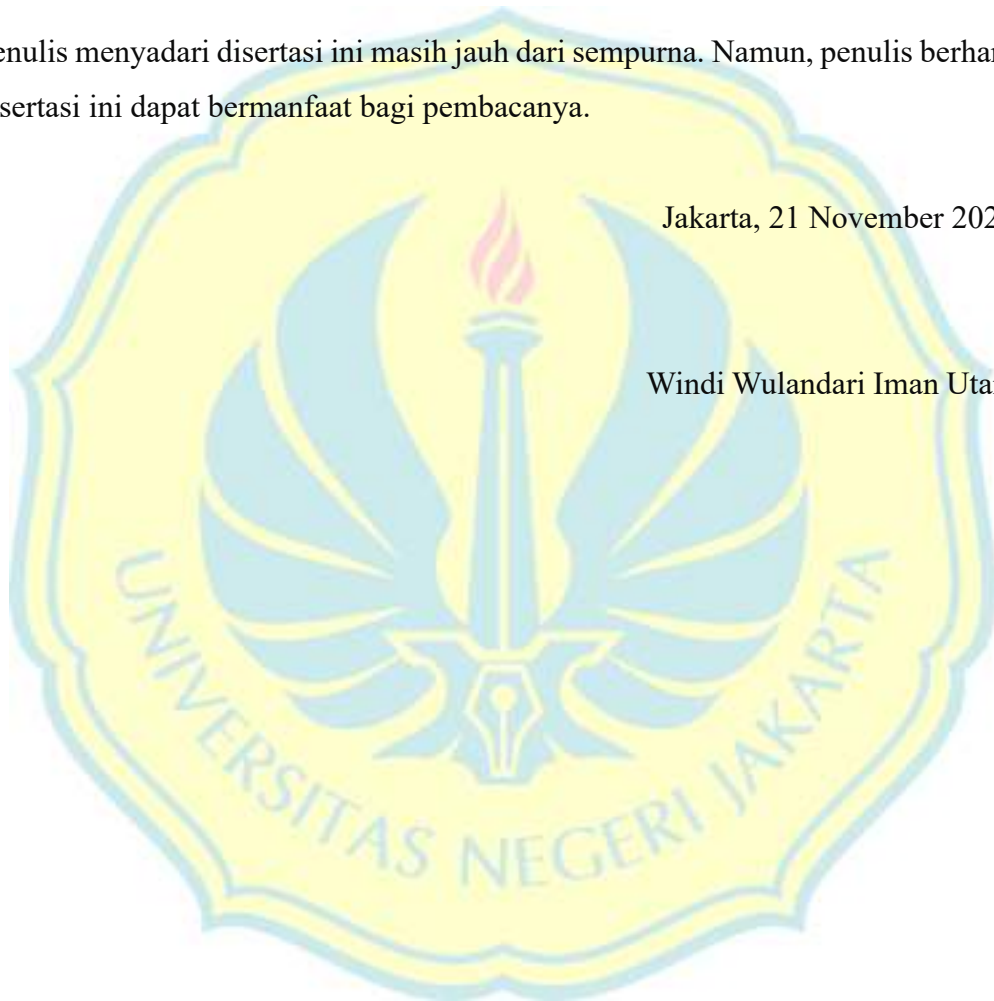 enulis menyadari disertasi ini masih jauh dari sempurna. Namun, penulis berhar
sertasi ini dapat bermanfaat bagi pembacanya.
Jakarta, 21 November 202
Windi Wulandari Iman Uta
UNIVERSITAS NEGERI JAKARTA